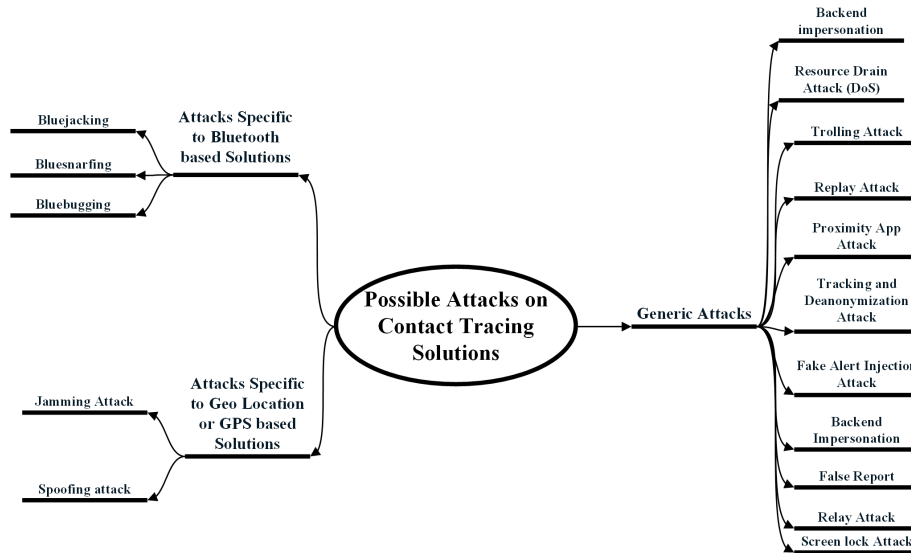 Possible Attacks on
Contact Tracing
Solutions
Attacks Specific
to Bluetooth
based Solutions
Bluejacking
Bluesnarfing
Bluebugging
Attacks Specific
to Geo Location
or GPS based
Solutions
Jamming Attack
Spoofing attack
Generic Attacks
Backend
impersonation
Resource Drain
Attack (DoS)
Trolling Attack
Replay Attack
Proximity App
Attack
Tracking and
Deanonymization
Attack
Fake Alert Injection
Attack
Backend
Impersonation
False Report
Relay Attack
Screen lock Attack